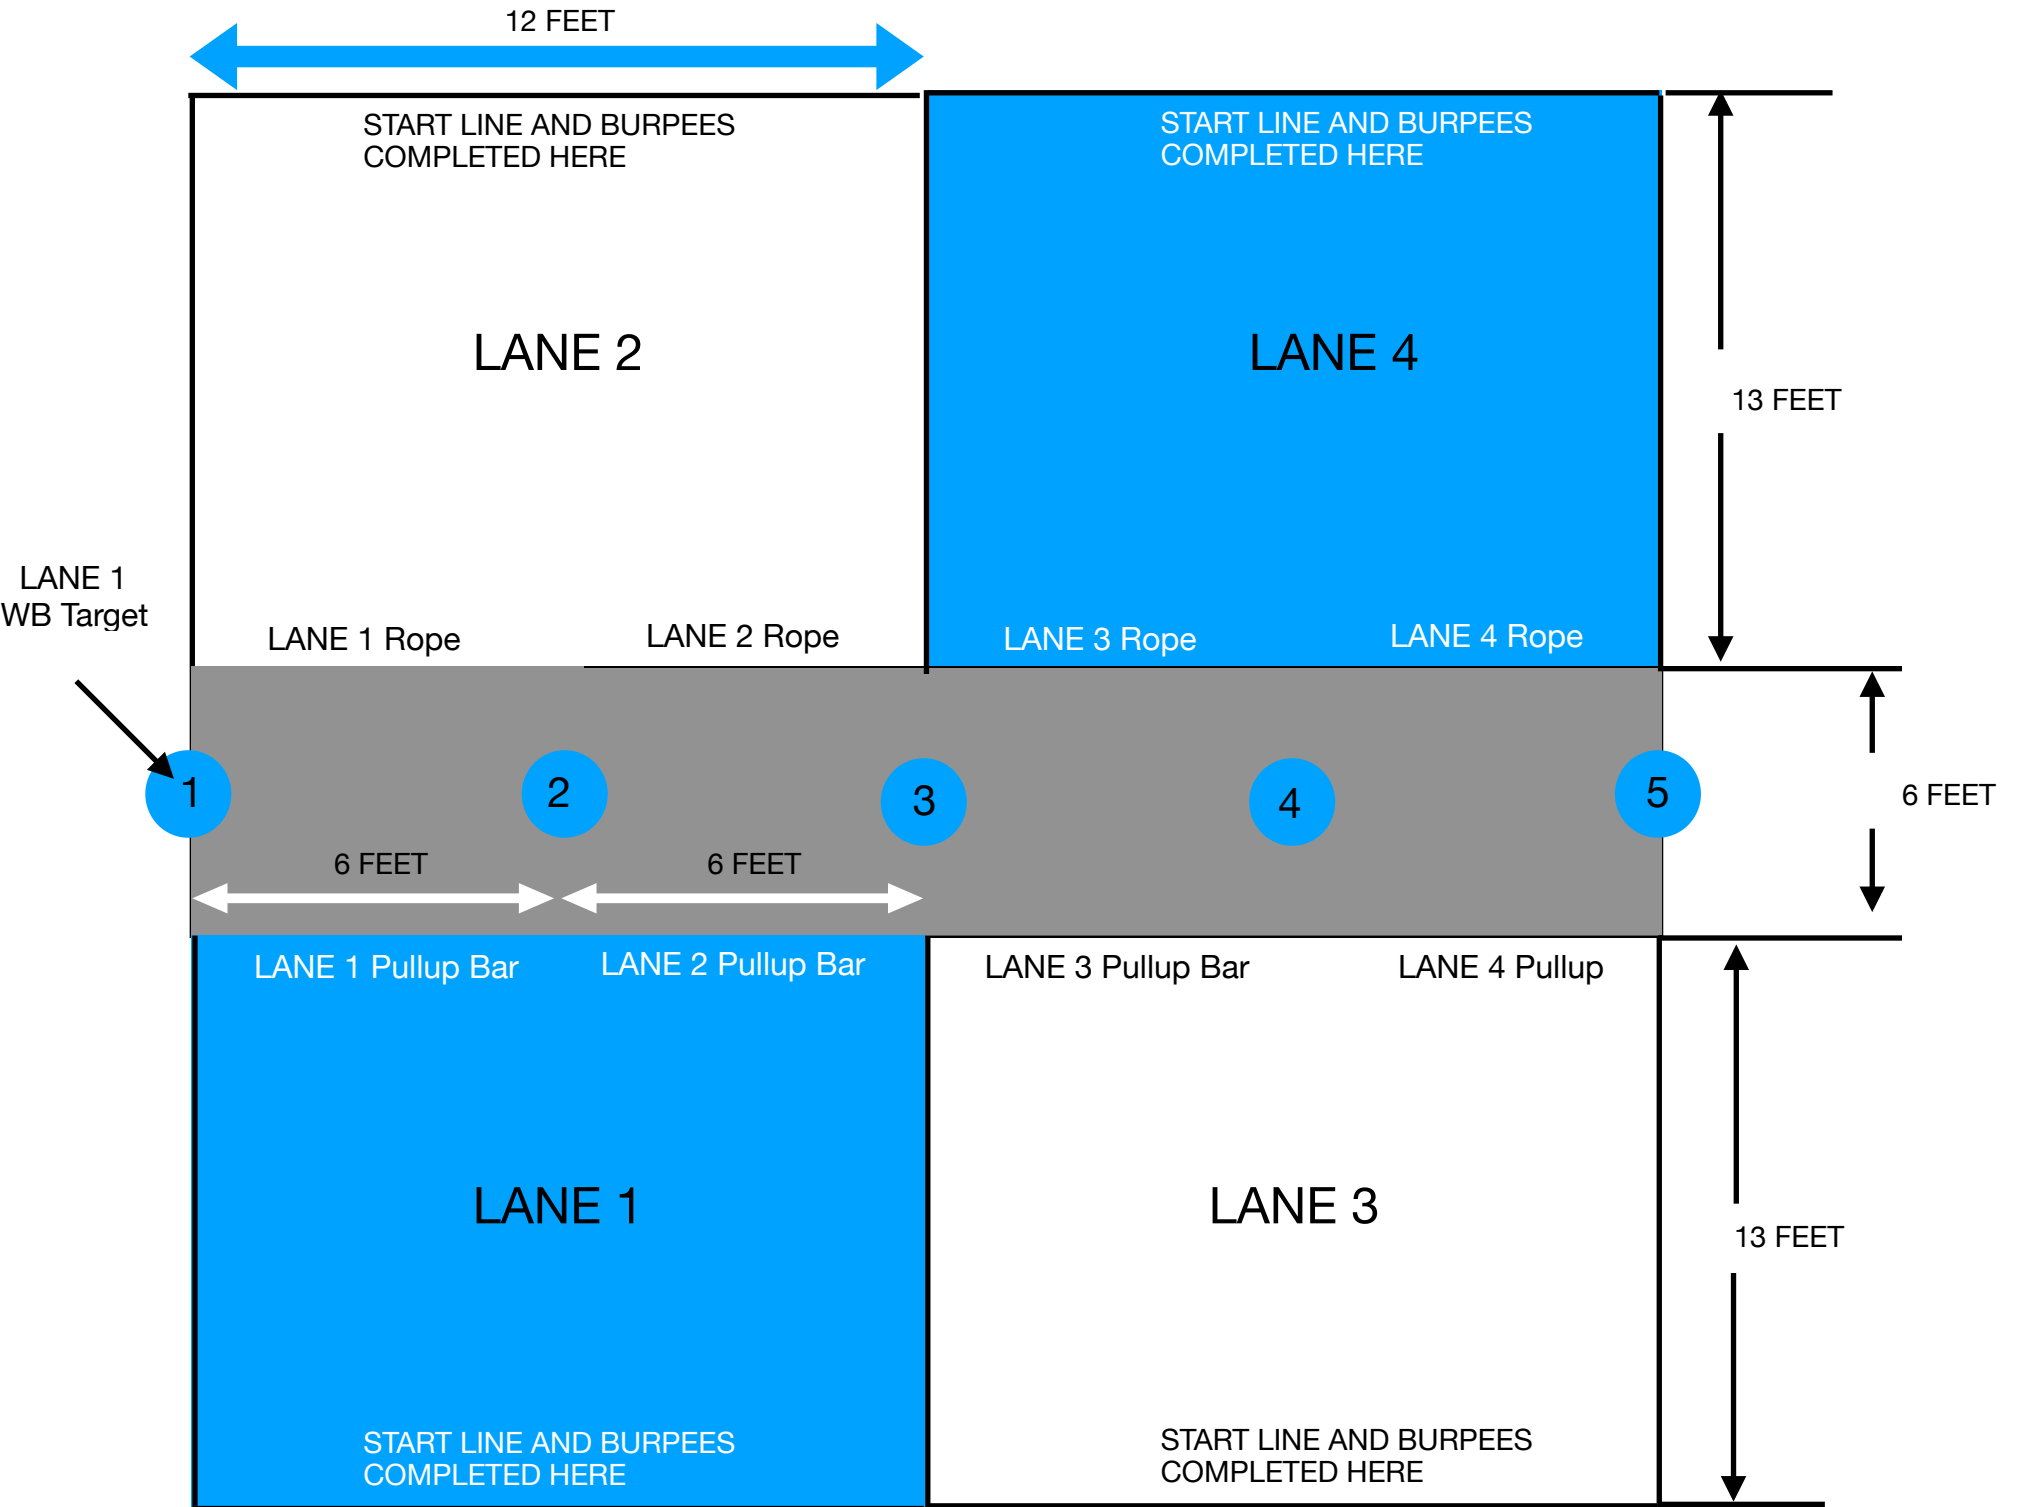 12 FEET
START LINE AND BURPEES
COMPLETED HERE
START LINE AND BURPEES
COMPLETED HERE
LANE 2
LANE 4
13 FEET
LANE 1
WB Target
LANE 1 Rope
LANE 2 Rope
LANE 3 Rope
LANE 4 Rope
1
2
3
4
5
6 FEET
6 FEET
6 FEET
LANE 1 Pullup Bar
LANE 2 Pullup Bar
LANE 3 Pullup Bar
LANE 4 Pullup
LANE 1
LANE 3
13 FEET
START LINE AND BURPEES
COMPLETED HERE
START LINE AND BURPEES
COMPLETED HERE